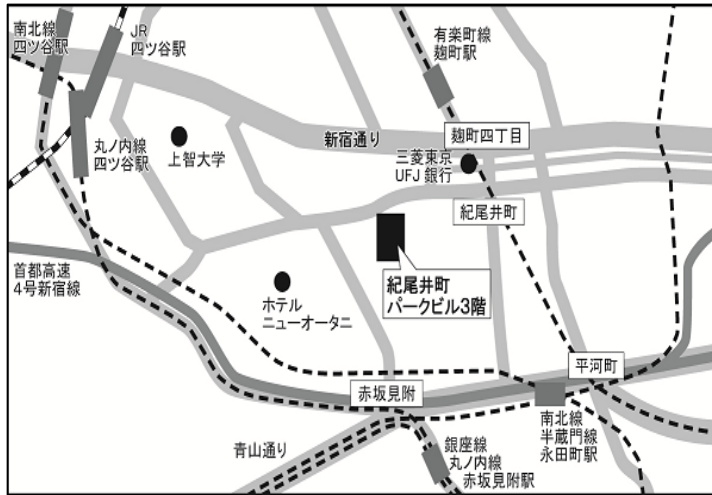 南北線
四ツ谷駅
JR
四ツ谷駅
有楽町線
麹町駅
丸ノ内線
四ツ谷駅
上智大学
新宿通り
麹町四丁目
三菱東京
UFJ 銀行
紀尾井町
首都高速
4号新宿線
ホテル
ニューオータニ
紀尾井町
パークビル3階
平河町
赤坂見附
南北線
半蔵門線
永田町駅
青山通り
銀座線
丸ノ内線
赤坂見附駅